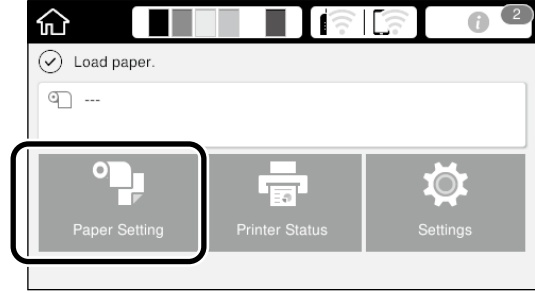 2
Load paper.
---
Paper Setting
Printer Status
Settings